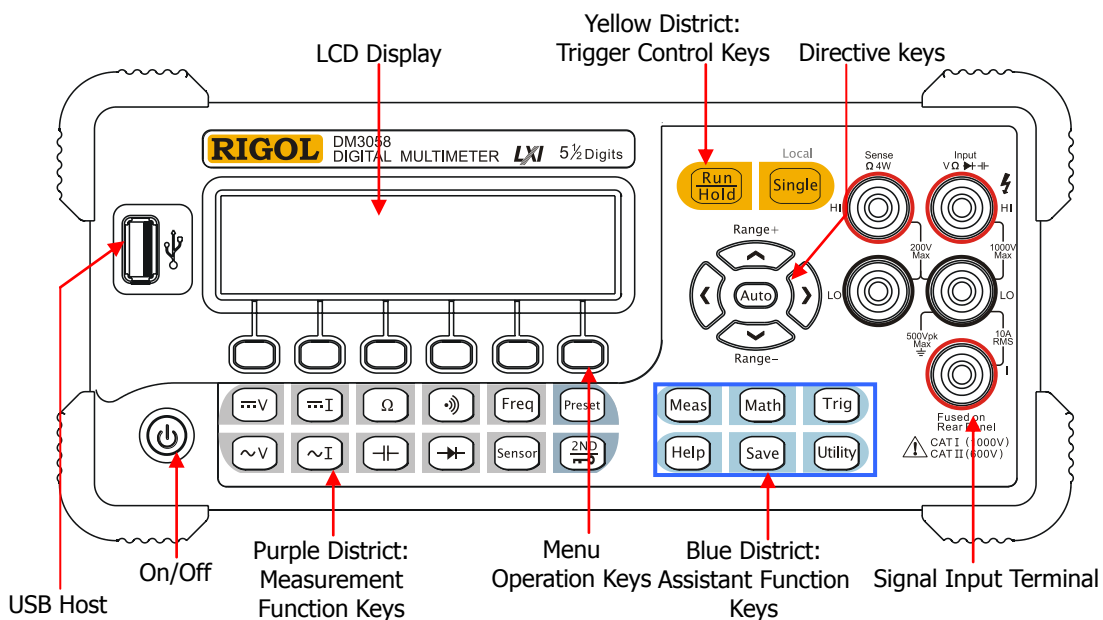 Yellow District:
Trigger Control Keys
LCD Display
Directive keys
RIGOL
DM3058
DIGITAL MULTIMETER LXI 5½Digits
Local
Run
Hold
Single
Sense
Ω 4W
Input
V Ω
HI
HI
200V
Max
1000V
Max
Range+
Auto
Range-
LO
LO
500Vpk
Max
10A
RMS
I
Fused on
Rear Panel
CAT I (1000V)
CAT II (600V)
V
I
Ω
Freq
Preset
~V
~I
Sensor
2ND
Meas
Math
Trig
Help
Save
Utility
On/Off
USB Host
Purple District:
Measurement
Function Keys
Menu
Operation Keys
Blue District:
Assistant Function
Keys
Signal Input Terminal